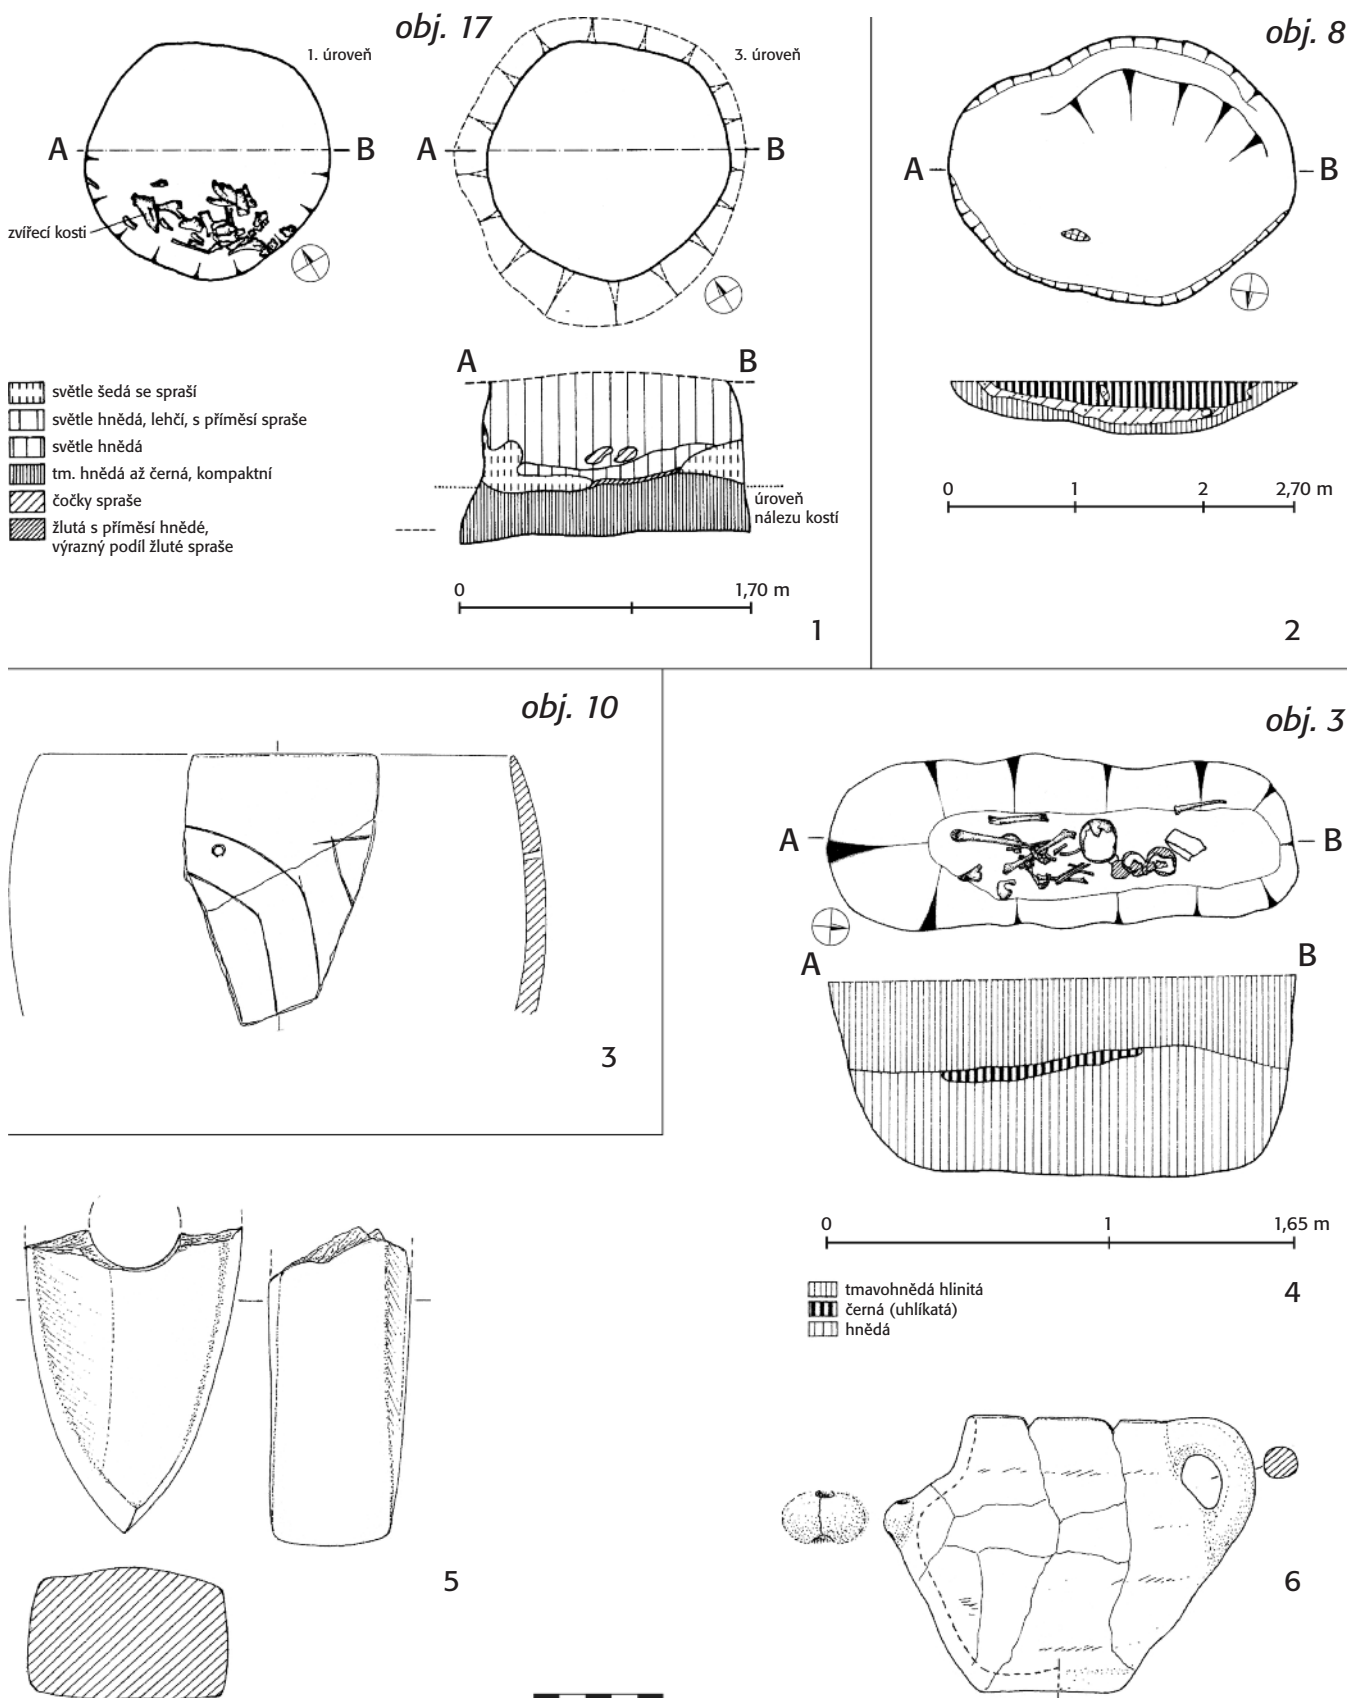 obj. 17
1. úroveň
3. úroveň
A
B
A
B
zvířecí kosti
A
B
světle šedá se spraší
světle hnědá, lehčí, s příměsí spraše
světle hnědá
tm. hnědá až černá, kompaktní
čočky spraše
žlutá s příměsí hnědé,
výrazný podíl žluté spraše
úroveň
nálezu kostí
0
1,70 m
1
obj. 8
A
B
0
1
2
2,70 m
2
obj. 10
3
obj. 3
A
B
A
B
0
1
1,65 m
tmavohnědá hlinitá
černá (uhlíkatá)
hnědá
4
5
6